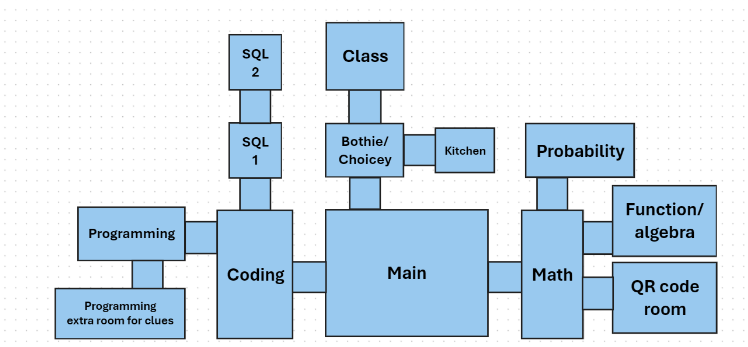 SQL
2
Class
SQL
1
Bothie/
Choicey
Kitchen
Probability
Programming
Function/
algebra
Coding
Main
Math
QR code
room
Programming
extra room for clues